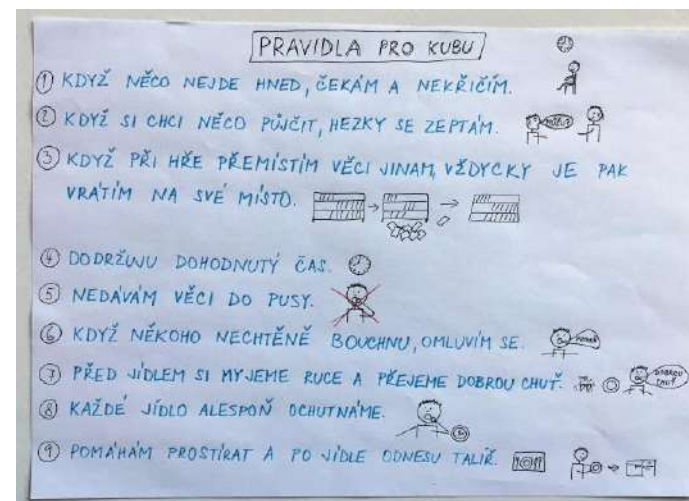 PRAVIDLA PRO KUBU
① KDYŽ NĚCO NEJDE HNED, ČEKÁM A NEKŘIČÍM.
② KDYŽ SI CHCI NĚCO PŮJČIT, HEZKY SE ZEPTÁM.
③ KDYŽ PŘI HŘE PŘEMÍSTÍM VĚCI JINAM, VŽDYCKY JE PAK
VRÁTÍM NA SVÉ MÍSTO.
④ DODRŽUJU DOHODNUTÝ ČAS.
⑤ NEDÁVÁM VĚCI DO PUSY.
⑥ KDYŽ NĚKOHO NECHTĚNĚ BOUCHNU, OMLUVÍM SE.
⑦ PŘED JÍDLEM SI MYJEME RUCE A PŘEJEME DOBROU CHUŤ. DOBROU CHUŤ
⑧ KAŽDÉ JÍDLO ALESPOŇ OCHUTNÁME.
⑨ POMÁHÁM PROSTÍRAT A PO JÍDLE ODNESU TALÍŘ.